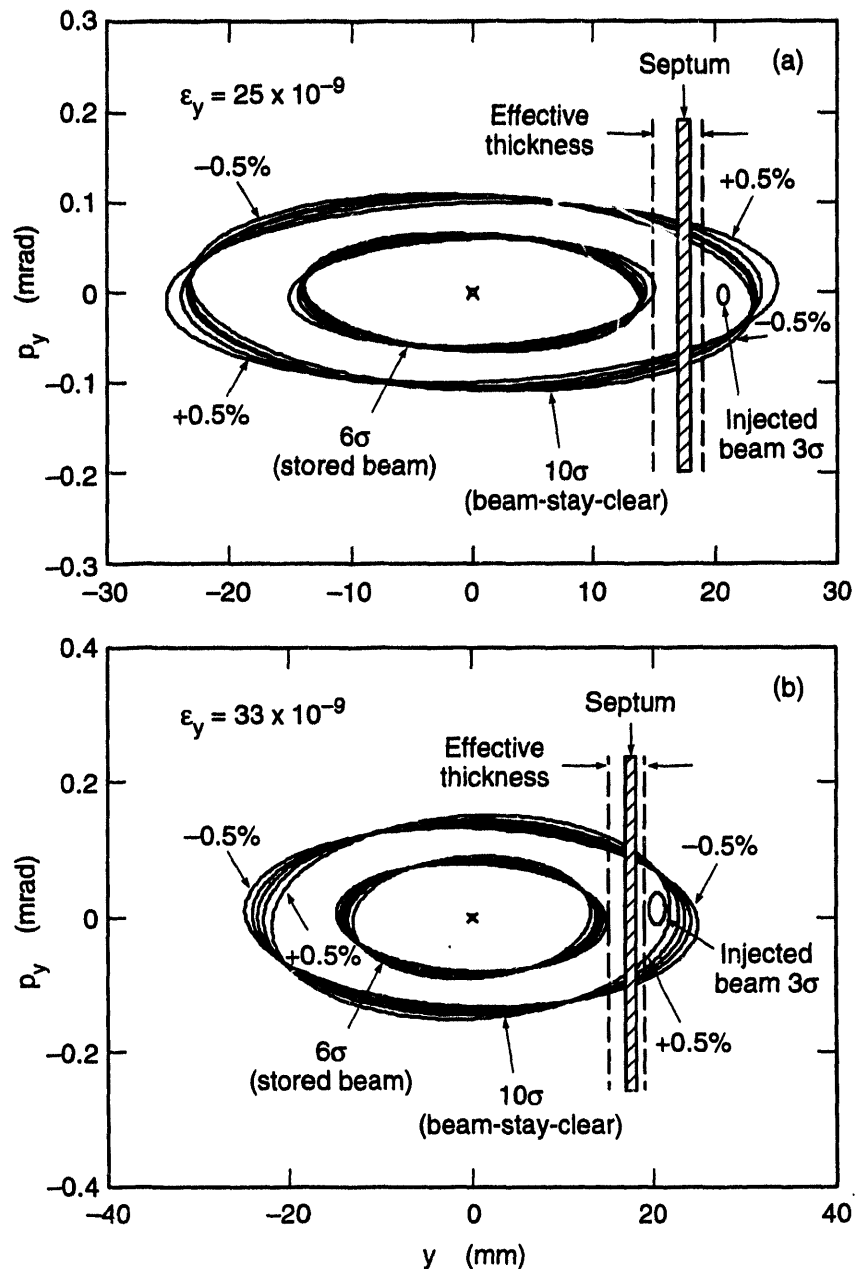 0.3
0.2
0.1
0
–0.1
–0.2
–0.3
p_y (mrad)
ε_y = 25 x 10⁻⁹
(a)
Septum
Effective
thickness
–0.5%
+0.5%
+0.5%
–0.5%
6σ
(stored beam)
10σ
(beam-stay-clear)
Injected
beam 3σ
–30
–20
–10
0
10
20
30
0.4
0.2
0
–0.2
–0.4
p_y (mrad)
ε_y = 33 x 10⁻⁹
(b)
Septum
Effective
thickness
–0.5%
–0.5%
+0.5%
Injected
beam 3σ
+0.5%
6σ
(stored beam)
10σ
(beam-stay-clear)
–40
–20
0
20
40
y (mm)